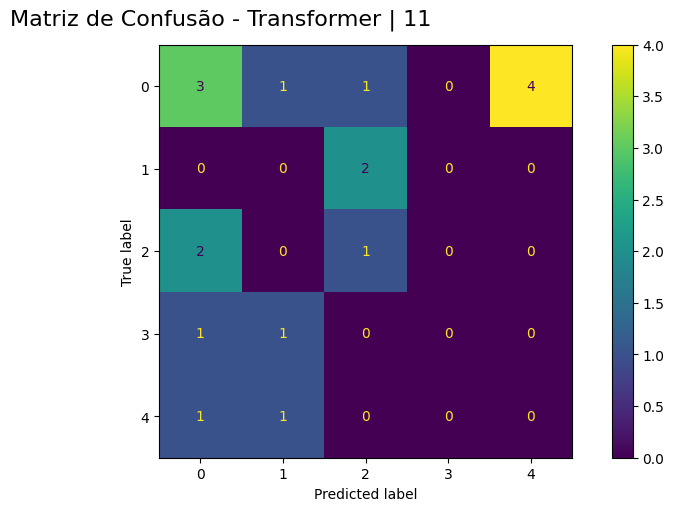 Matriz de Confusão - Transformer | 11
4.0
0 3 1 1 0 4
3.5
3.0
1 0 0 2 0 0
2.5
True label
2 2 0 1 0 0
2.0
1.5
3 1 1 0 0 0
1.0
4 1 1 0 0 0
0.5
0.0
0 1 2 3 4
Predicted label